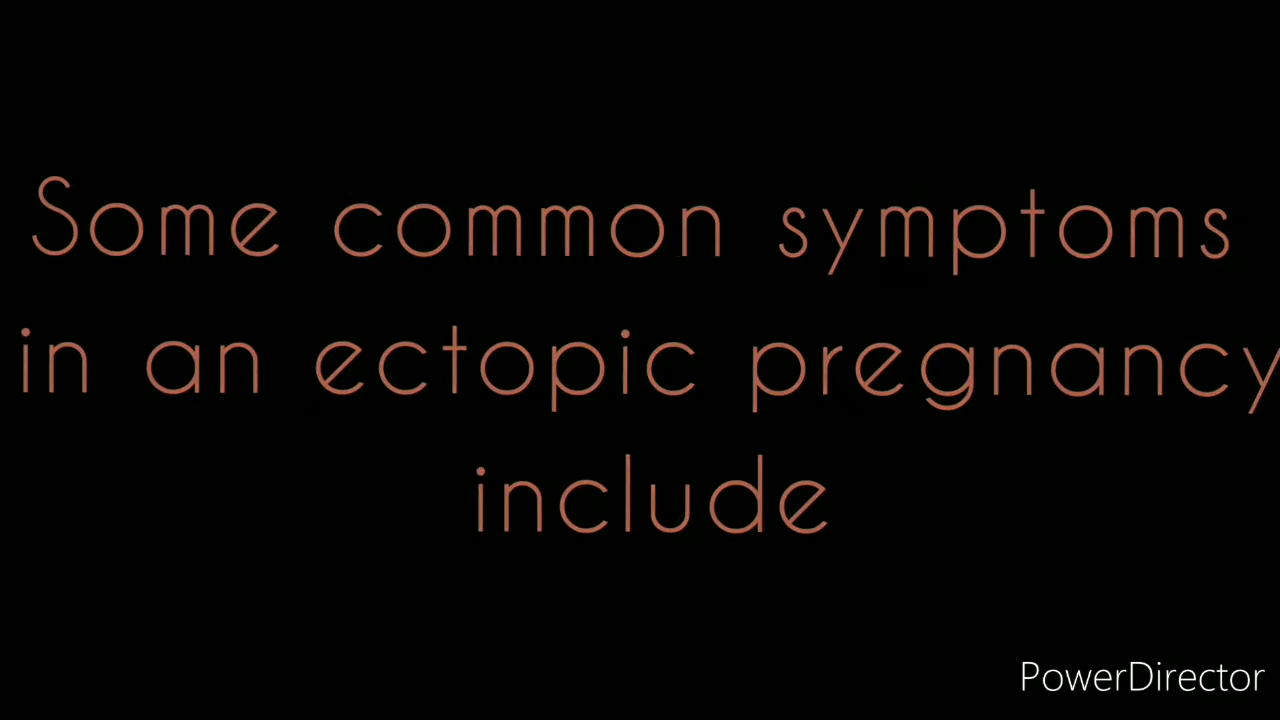 Some common symptoms
in an ectopic pregnancy
include
PowerDirector